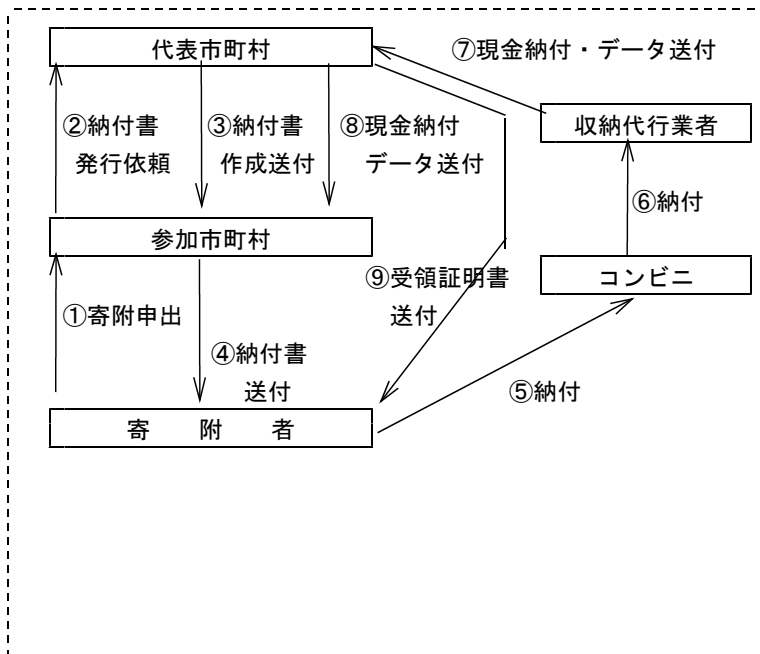 代表市町村
⑦現金納付・データ送付
②納付書
発行依頼
③納付書
作成送付
⑧現金納付
データ送付
収納代行業者
⑥納付
参加市町村
コンビニ
⑨受領証明書
送付
①寄附申出
④納付書
送付
⑤納付
寄 附 者